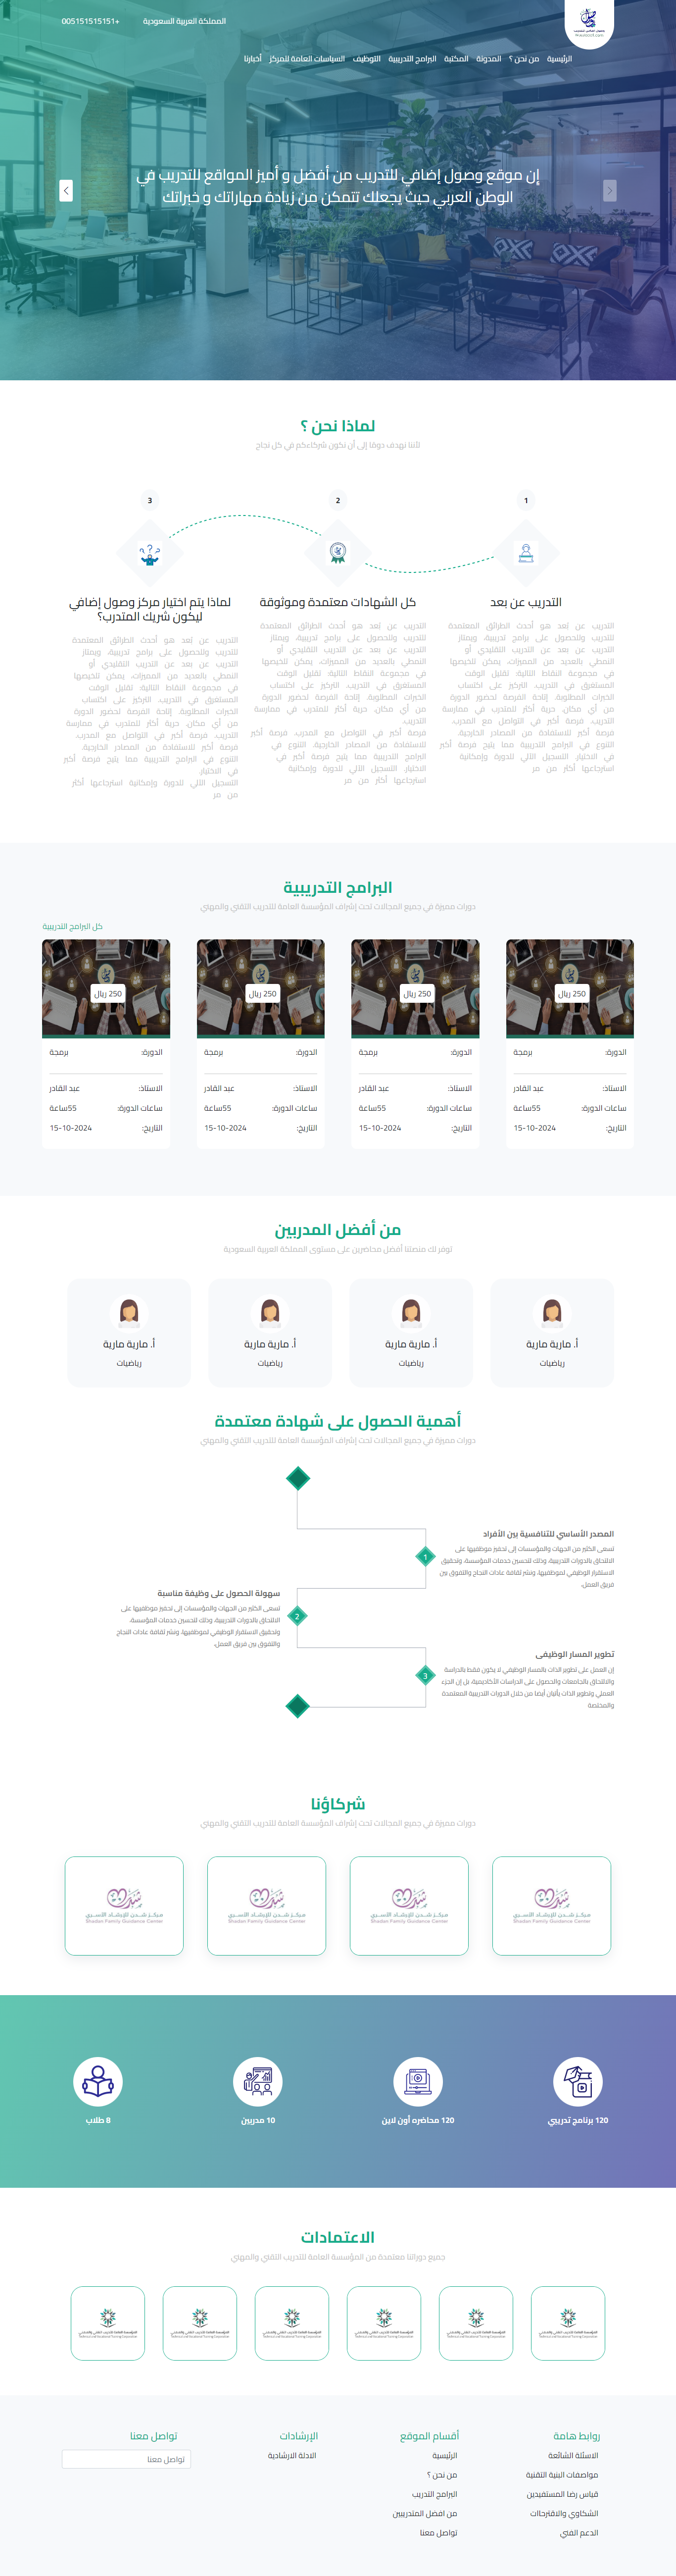 المملكة العربية السعودية
+005151515151
الرئيسية
من نحن ؟
المدونة
المكتبة
البرامج التدريبية
التوظيف
السياسات العامة للمركز
أخبارنا
إن موقع وصول إضافي للتدريب من أفضل و أميز المواقع للتدريب في
الوطن العربي حيث يجعلك تتمكن من زيادة مهاراتك و خبراتك
لماذا نحن ؟
لأننا نهدف دومًا إلى أن نكون شركاءكم في كل نجاح
1
2
3
التدريب عن بعد
التدريب عن بُعد هو أحدث الطرائق المعتمدة
للتدريب وللحصول على برامج تدريبية، ويمتاز
التدريب عن بعد عن التدريب التقليدي أو
النمطي بالعديد من المميزات، يمكن تلخيصها
في مجموعة النقاط التالية: تقليل الوقت
المستغرق في التدريب. التركيز على اكتساب
الخبرات المطلوبة. إتاحة الفرصة لحضور الدورة
من أي مكان. حرية أكثر للمتدرب في ممارسة
التدريب. فرصة أكبر في التواصل مع المدرب.
فرصة أكبر للاستفادة من المصادر الخارجية.
التنوع في البرامج التدريبية مما يتيح فرصة أكبر
في الاختيار. التسجيل الآلي للدورة وإمكانية
استرجاعها أكثر من مر
كل الشهادات معتمدة وموثوقة
التدريب عن بُعد هو أحدث الطرائق المعتمدة
للتدريب وللحصول على برامج تدريبية، ويمتاز
التدريب عن بعد عن التدريب التقليدي أو
النمطي بالعديد من المميزات، يمكن تلخيصها
في مجموعة النقاط التالية: تقليل الوقت
المستغرق في التدريب. التركيز على اكتساب
الخبرات المطلوبة. إتاحة الفرصة لحضور الدورة
من أي مكان. حرية أكثر للمتدرب في ممارسة
التدريب.
فرصة أكبر في التواصل مع المدرب. فرصة أكبر
للاستفادة من المصادر الخارجية. التنوع في
البرامج التدريبية مما يتيح فرصة أكبر في
الاختيار. التسجيل الآلي للدورة وإمكانية
استرجاعها أكثر من مر
لماذا يتم اختيار مركز وصول إضافي
ليكون شريك المتدرب؟
التدريب عن بُعد هو أحدث الطرائق المعتمدة
للتدريب وللحصول على برامج تدريبية، ويمتاز
التدريب عن بعد عن التدريب التقليدي أو
النمطي بالعديد من المميزات، يمكن تلخيصها
في مجموعة النقاط التالية: تقليل الوقت
المستغرق في التدريب. التركيز على اكتساب
الخبرات المطلوبة. إتاحة الفرصة لحضور الدورة
من أي مكان. حرية أكثر للمتدرب في ممارسة
التدريب. فرصة أكبر في التواصل مع المدرب.
فرصة أكبر للاستفادة من المصادر الخارجية.
التنوع في البرامج التدريبية مما يتيح فرصة أكبر
في الاختيار.
التسجيل الآلي للدورة وإمكانية استرجاعها أكثر
من مر
البرامج التدريبية
دورات مميزة في جميع المجالات تحت إشراف المؤسسة العامة للتدريب التقني والمهني
كل البرامج التدريبية
250 ريال
الدورة: برمجة
الاستاذ: عبد القادر
ساعات الدورة: 55ساعة
التاريخ: 15-10-2024
250 ريال
الدورة: برمجة
الاستاذ: عبد القادر
ساعات الدورة: 55ساعة
التاريخ: 15-10-2024
250 ريال
الدورة: برمجة
الاستاذ: عبد القادر
ساعات الدورة: 55ساعة
التاريخ: 15-10-2024
250 ريال
الدورة: برمجة
الاستاذ: عبد القادر
ساعات الدورة: 55ساعة
التاريخ: 15-10-2024
من أفضل المدربين
توفر لك منصتنا أفضل محاضرين على مستوى المملكة العربية السعودية
أ. مارية مارية
رياضيات
أ. مارية مارية
رياضيات
أ. مارية مارية
رياضيات
أ. مارية مارية
رياضيات
أهمية الحصول على شهادة معتمدة
دورات مميزة في جميع المجالات تحت إشراف المؤسسة العامة للتدريب التقني والمهني
المصدر الأساسي للتنافسية بين الأفراد
1
تسعى الكثير من الجهات والمؤسسات إلى تحفيز موظفيها على
الالتحاق بالدورات التدريبية، وذلك لتحسين خدمات المؤسسة، وتحقيق
الاستقرار الوظيفي لموظفيها، ونشر ثقافة عادات النجاح والتفوق بين
فريق العمل.
سهولة الحصول على وظيفة مناسبة
2
تسعى الكثير من الجهات والمؤسسات إلى تحفيز موظفيها على
الالتحاق بالدورات التدريبية، وذلك لتحسين خدمات المؤسسة،
وتحقيق الاستقرار الوظيفي لموظفيها، ونشر ثقافة عادات النجاح
والتفوق بين فريق العمل.
تطوير المسار الوظيفي
3
إن العمل على تطوير الذات بالمسار الوظيفي لا يكون فقط بالدراسة
والالتحاق بالجامعات والحصول على الدراسات الأكاديمية، بل إن الجزء
العملي وتطوير الذات يأتيان أيضا من خلال الدورات التدريبية المعتمدة
والمختصة
شركاؤنا
دورات مميزة في جميع المجالات تحت إشراف المؤسسة العامة للتدريب التقني والمهني
مركز شدن للإرشاد الأسري
Shadan Family Guidance Center
مركز شدن للإرشاد الأسري
Shadan Family Guidance Center
مركز شدن للإرشاد الأسري
Shadan Family Guidance Center
مركز شدن للإرشاد الأسري
Shadan Family Guidance Center
120 برنامج تدريبي
120 محاضره أون لاين
10 مدربين
8 طلاب
الاعتمادات
جميع دوراتنا معتمدة من المؤسسة العامة للتدريب التقني والمهني
روابط هامة
الاسئلة الشائعة
مواصفات البنية التقنية
قياس رضا المستفيدين
الشكاوي والاقتراحات
الدعم الفني
أقسام الموقع
الرئيسية
من نحن ؟
البرامج التدريب
من افضل المتدريبين
تواصل معنا
الإرشادات
الادلة الارشادية
تواصل معنا
تواصل معنا